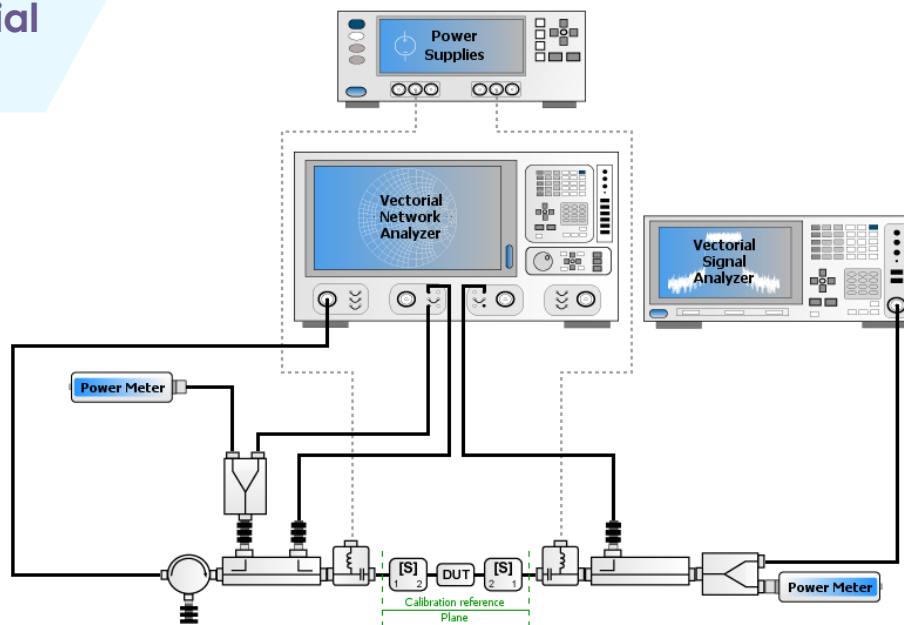 ial
Power
Supplies
Vectorial
Network
Analyzer
Vectorial
Signal
Analyzer
Power Meter
[S]
1 2
DUT
[S]
2 1
Calibration reference
Plane
Power Meter